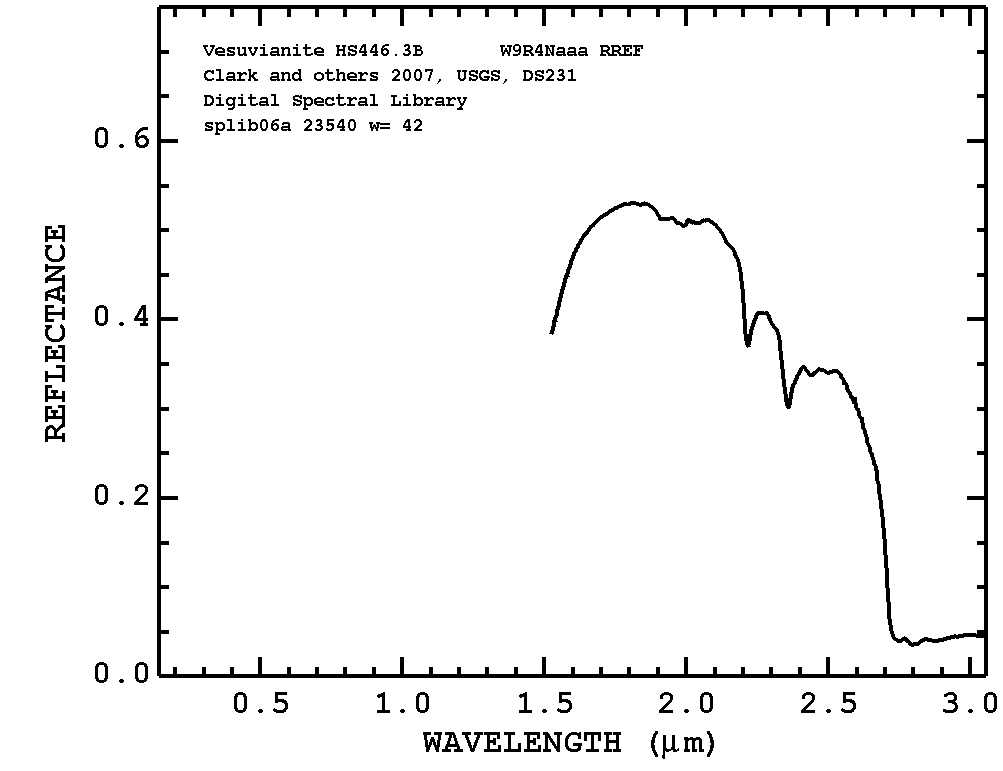 Vesuvianite HS446.3B W9R4Naaa RREF
Clark and others 2007, USGS, DS231
Digital Spectral Library
splib06a 23540 w= 42
0.6
0.4
0.2
0.0
REFLECTANCE
0.5 1.0 1.5 2.0 2.5 3.0
WAVELENGTH (μm)